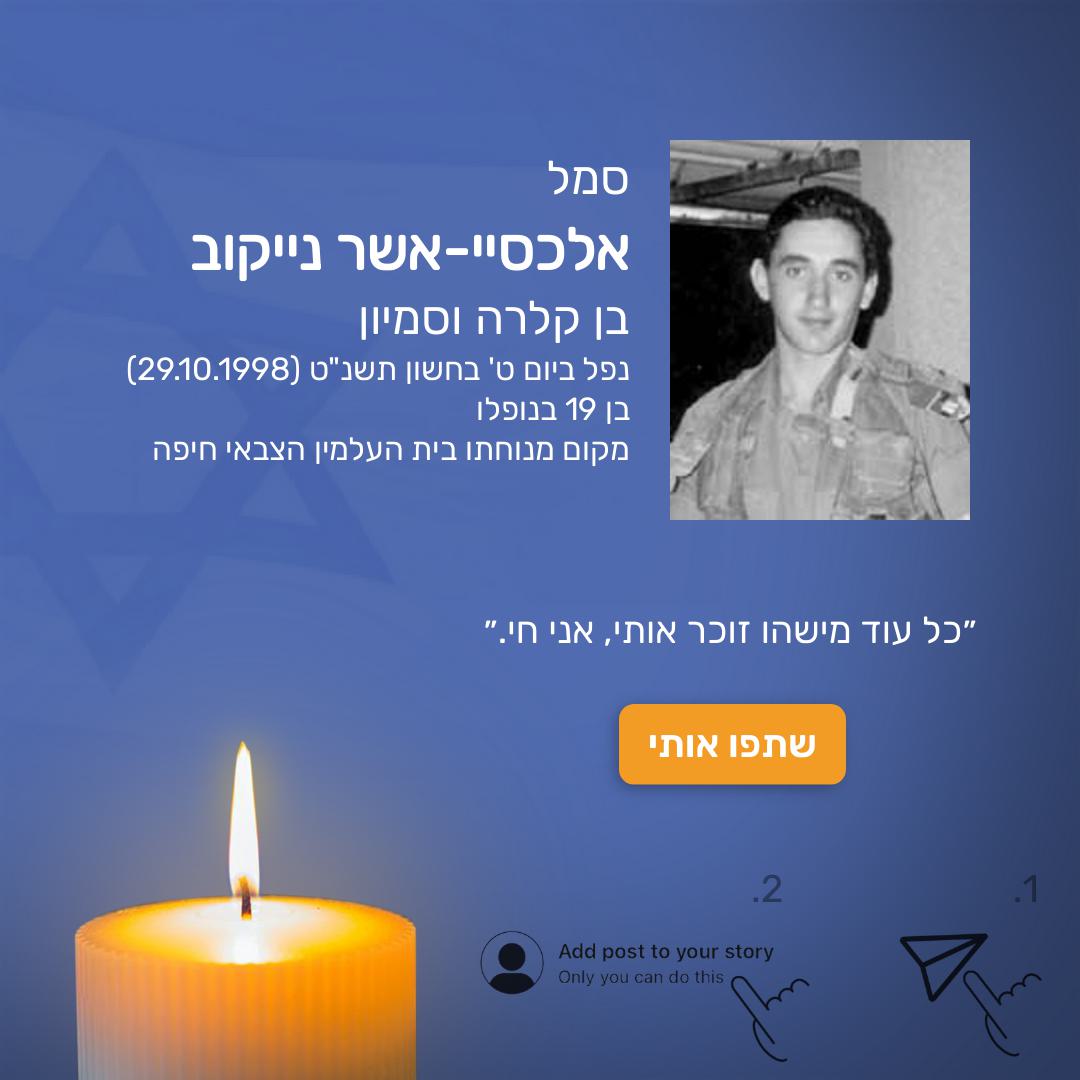 סמל
אלכסיי-אשר נייקוב
בן קלרה וסמיון
נפל ביום ט' בחשון תשנ"ט (29.10.1998)
בן 19 בנופלו
מקום מנוחתו בית העלמין הצבאי חיפה
״כל עוד מישהו זוכר אותי, אני חי.״
שתפו אותי
.1
.2
Add post to your story
Only you can do this